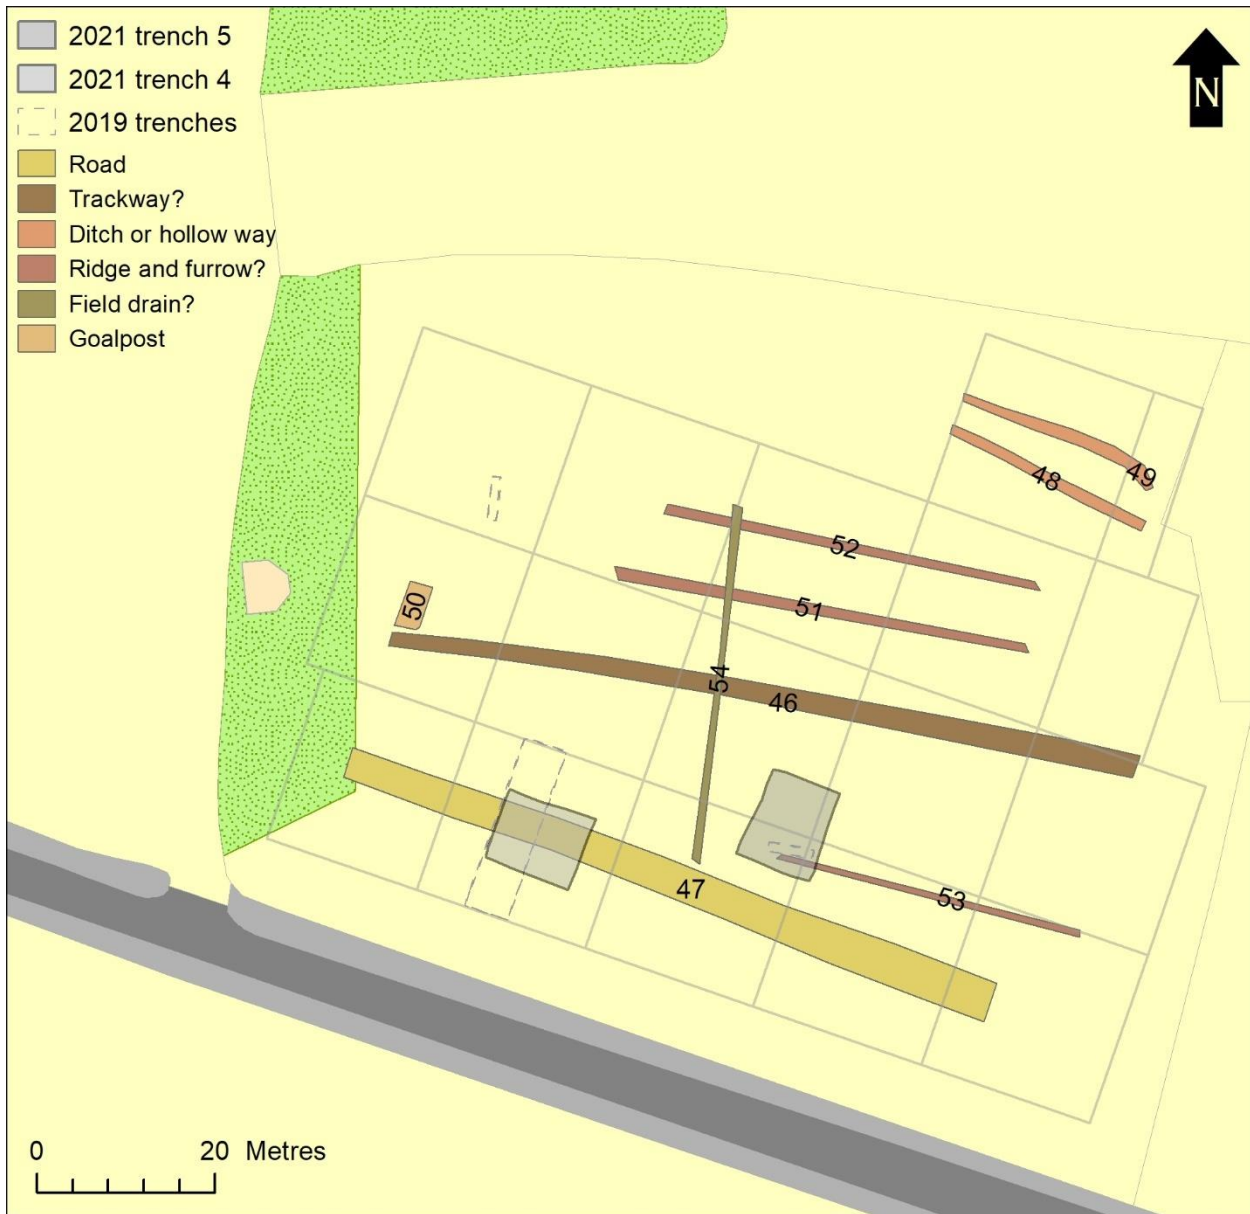 2021 trench 5
2021 trench 4
2019 trenches
Road
Trackway?
Ditch or hollow way
Ridge and furrow?
Field drain?
Goalpost
N
49
48
52
50
51
54
46
47
53
0 20 Metres